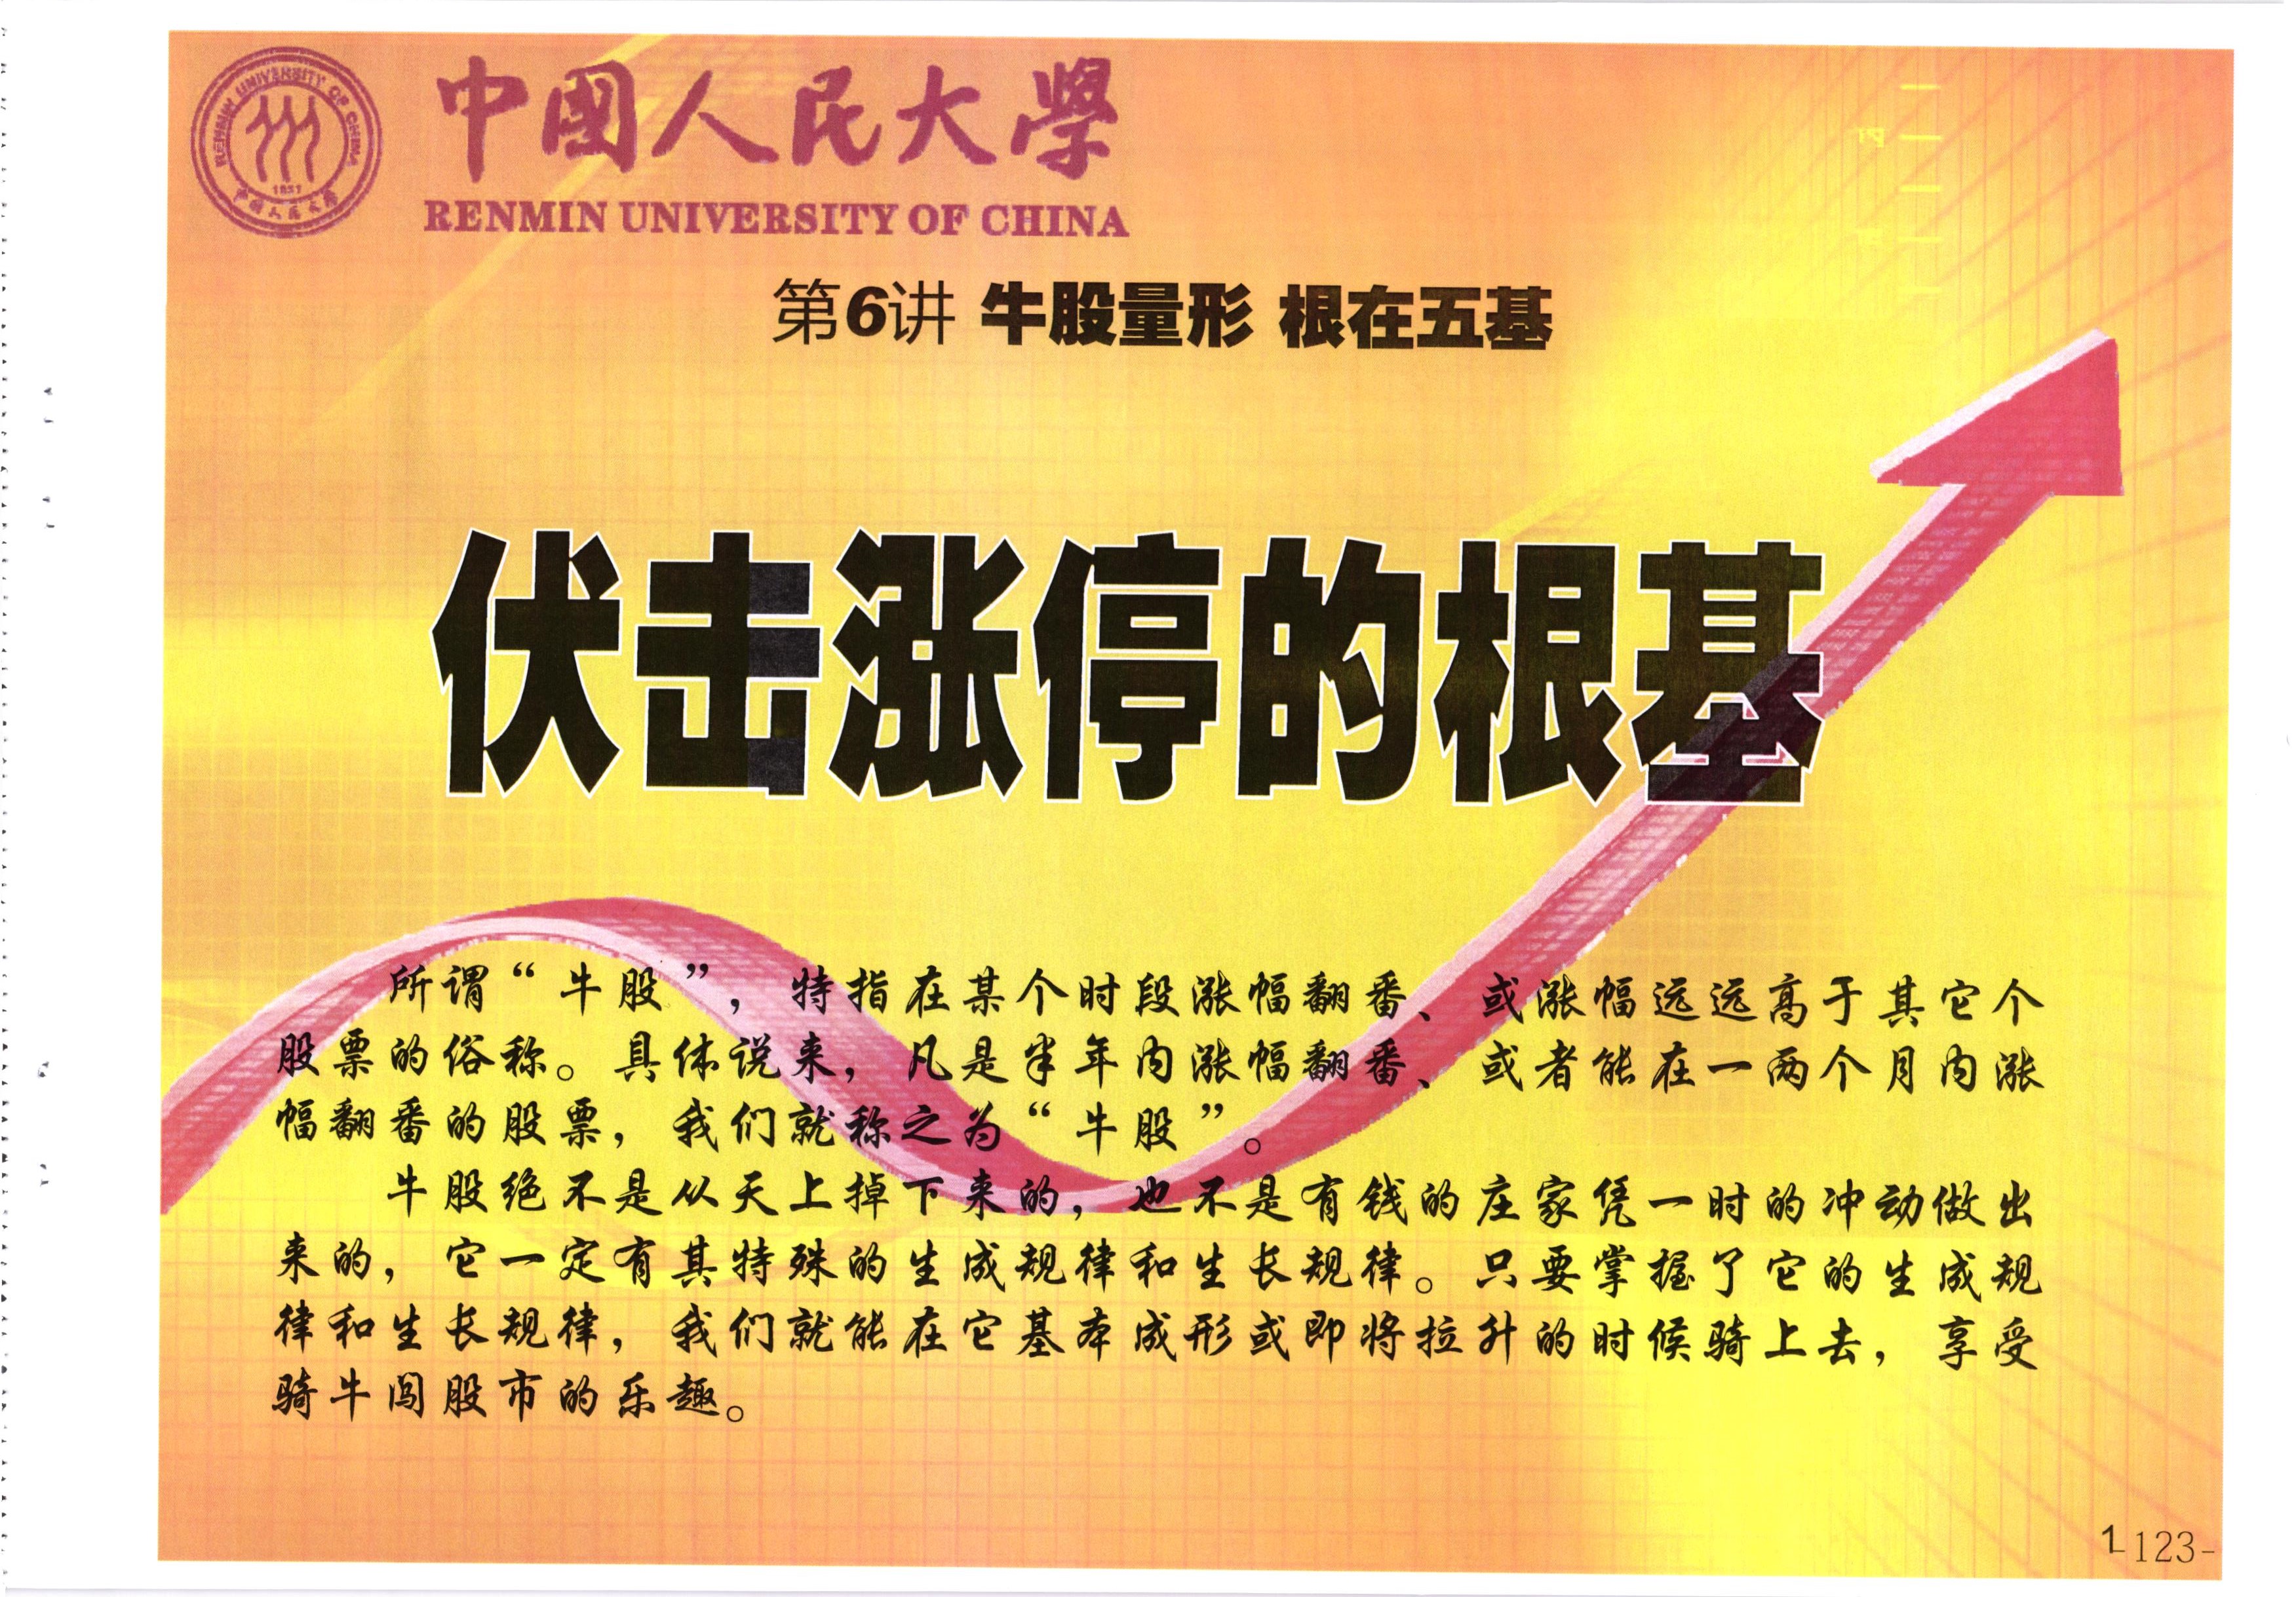 中國人民大學
RENMIN UNIVERSITY OF CHINA
RENMIN UNIVERSITY OF CHINA
1937
中国人民大学
第6讲 牛股量形 根在五基
伏击涨停的根基
所谓“牛股”，特指在某个时段涨幅翻番、或涨幅远远高于其它个
股票的俗称。具体说来，凡是半年内涨幅翻番、或者能在一两个月内涨
幅翻番的股票，我们就称之为“牛股”。
牛股绝不是从天上掉下来的，也不是有钱的庄家凭一时的冲动做出
来的，它一定有其特殊的生成规律和生长规律。只要掌握了它的生成规
律和生长规律，我们就能在它基本成形或即将拉升的时候骑上去，享受
骑牛闯股市的乐趣。
1
-123-